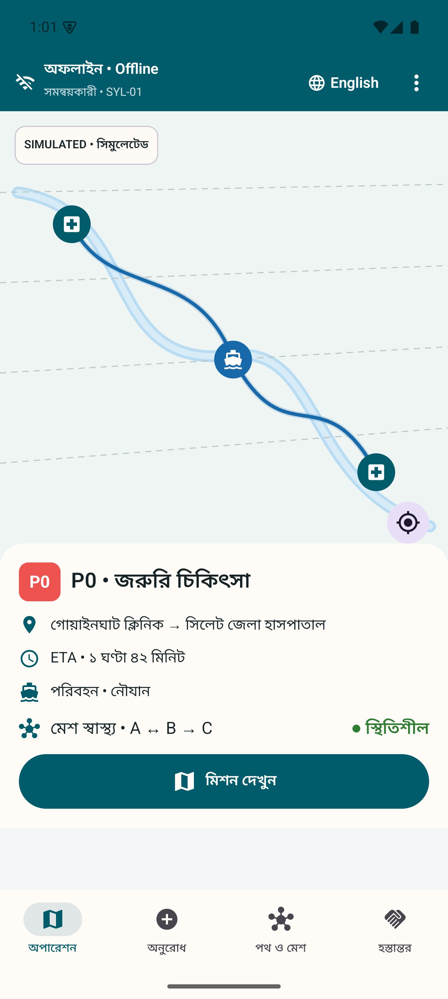 1:01
অফলাইন • Offline
সমন্বয়কারী • SYL-01
English
SIMULATED • সিমুলেটেড
P0
P0 • জরুরি চিকিৎসা
গোয়াইনঘাট ক্লিনিক → সিলেট জেলা হাসপাতাল
ETA • ১ ঘণ্টা ৪২ মিনিট
পরিবহন • নৌযান
মেশ স্বাস্থ্য • A ↔ B → C
● স্থিতিশীল
মিশন দেখুন
অপারেশন
অনুরোধ
পথ ও মেশ
হস্তান্তর